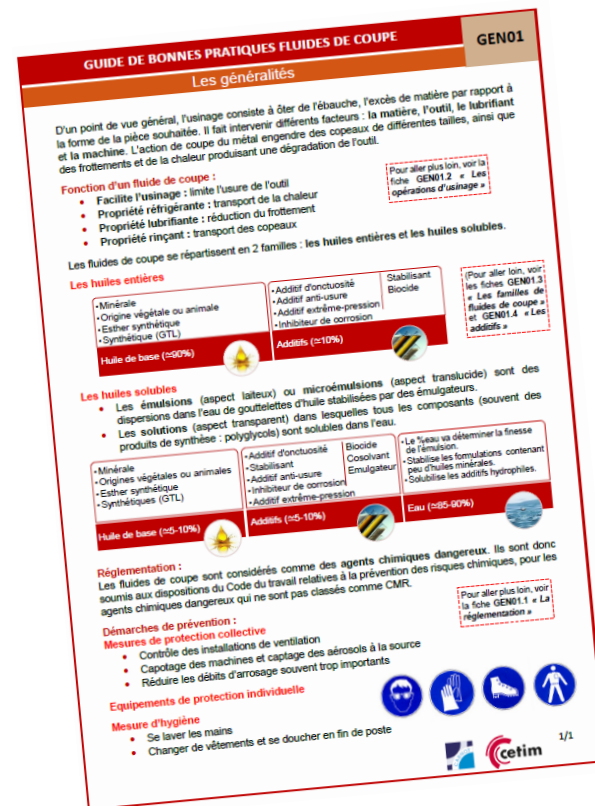 GUIDE DE BONNES PRATIQUES FLUIDES DE COUPE
GEN01
Les généralités
D'un point de vue général, l'usinage consiste à ôter de l'ébauche, l'excès de matière par rapport à
la forme de la pièce souhaitée. Il fait intervenir différents facteurs : la matière, l'outil, le lubrifiant
et la machine. L'action de coupe du métal engendre des copeaux de différentes tailles, ainsi que
des frottements et de la chaleur produisant une dégradation de l'outil.
Fonction d'un fluide de coupe :
• Facilite l'usinage : limite l'usure de l'outil
• Propriété réfrigérante : transport de la chaleur
• Propriété lubrifiante : réduction du frottement
• Propriété rinçant : transport des copeaux
Pour aller plus loin, voir la
fiche GEN01.2 « Les
opérations d'usinage »
Les fluides de coupe se répartissent en 2 familles : les huiles entières et les huiles solubles.
Les huiles entières
•Minérale
•Origine végétale ou animale
•Esther synthétique
•Synthétique (GTL)
Huile de base (≃90%)
•Additif d'onctuosité
•Additif anti-usure
•Additif extrême-pression
•Inhibiteur de corrosion
Stabilisant
Biocide
Additifs (≃10%)
(Pour aller loin, voir
les fiches GEN01.3
« Les familles de
fluides de coupe »
et GEN01.4 «Les
additifs »
Les huiles solubles
• Les émulsions (aspect laiteux) ou microémulsions (aspect translucide) sont des
dispersions dans l'eau de gouttelettes d'huile stabilisées par des émulgateurs.
• Les solutions (aspect transparent) dans lesquelles tous les composants (souvent des
produits de synthèse : polyglycols) sont solubles dans l'eau.
•Minérale
•Origines végétales ou animales
•Esther synthétique
•Synthétiques (GTL)
Huile de base (≃5-10%)
•Additif d'onctuosité
•Stabilisant
•Additif anti-usure
•Inhibiteur de corrosion
•Additif extrême-pression
Biocide
Cosolvant
Emulgateur
Additifs (≃5-10%)
•Le %eau va déterminer la finesse
de l'émulsion.
•Stabilise les formulations contenant
peu d'huiles minérales.
•Solubilise les additifs hydrophiles.
Eau (≃85-90%)
Réglementation :
Les fluides de coupe sont considérés comme des agents chimiques dangereux. Ils sont donc
soumis aux dispositions du Code du travail relatives à la prévention des risques chimiques, pour les
agents chimiques dangereux qui ne sont pas classés comme CMR.
Pour aller plus loin, voir
la fiche GEN01.1 « La
réglementation »
Démarches de prévention :
Mesures de protection collective
• Contrôle des installations de ventilation
• Capotage des machines et captage des aérosols à la source
• Réduire les débits d'arrosage souvent trop importants
Equipements de protection individuelle
Mesure d'hygiène
• Se laver les mains
• Changer de vêtements et se doucher en fin de poste
cetim
1/1